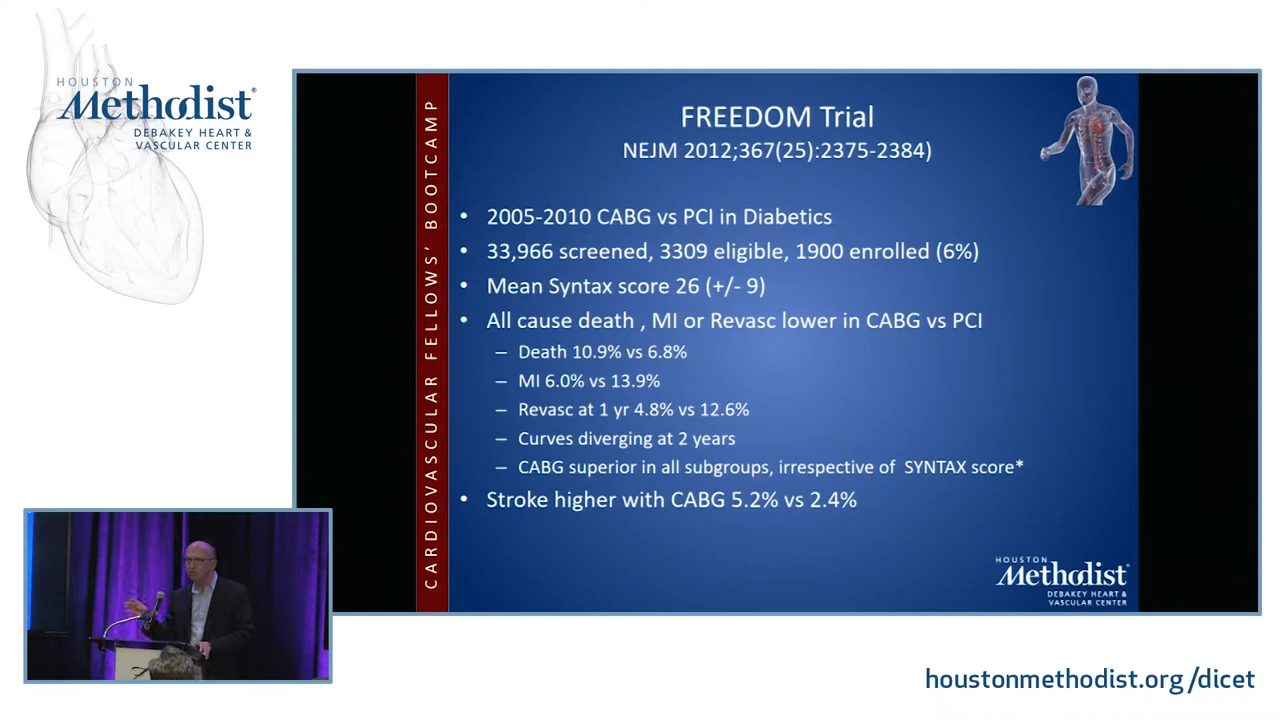 HOUSTON
Methodist®
DEBAKEY HEART &
VASCULAR CENTER
CARDIOVASCULAR FELLOWS' BOOTCAMP
FREEDOM Trial
NEJM 2012;367(25):2375-2384)
• 2005-2010 CABG vs PCI in Diabetics
• 33,966 screened, 3309 eligible, 1900 enrolled (6%)
• Mean Syntax score 26 (+/- 9)
• All cause death , MI or Revasc lower in CABG vs PCI
– Death 10.9% vs 6.8%
– MI 6.0% vs 13.9%
– Revasc at 1 yr 4.8% vs 12.6%
– Curves diverging at 2 years
– CABG superior in all subgroups, irrespective of SYNTAX score*
• Stroke higher with CABG 5.2% vs 2.4%
HOUSTON
Methodist®
DEBAKEY HEART &
VASCULAR CENTER
houstonmethodist.org/dicet